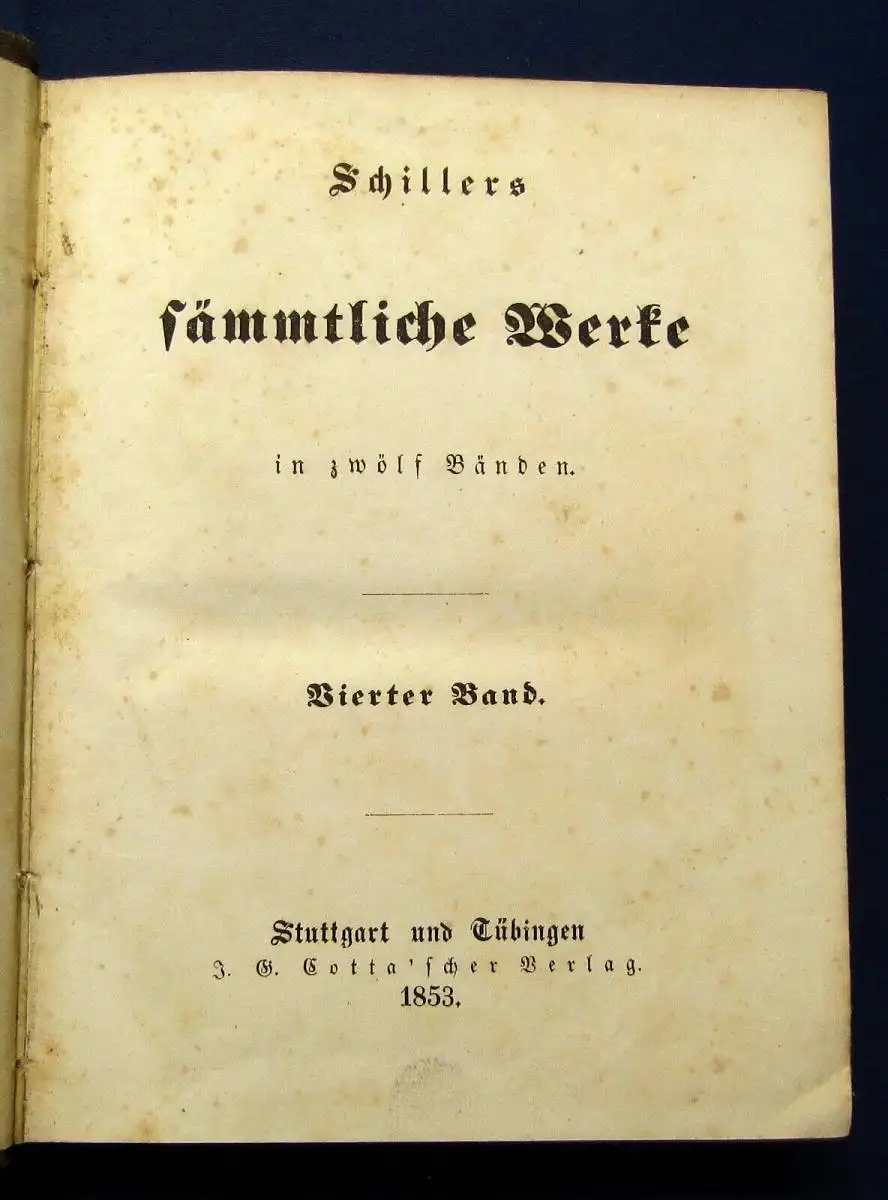 Schillers
sämmtliche Werke
in zwölf Bänden.
Vierter Band.
Stuttgart und Tübingen
J. G. Cotta'scher Verlag.
1853.